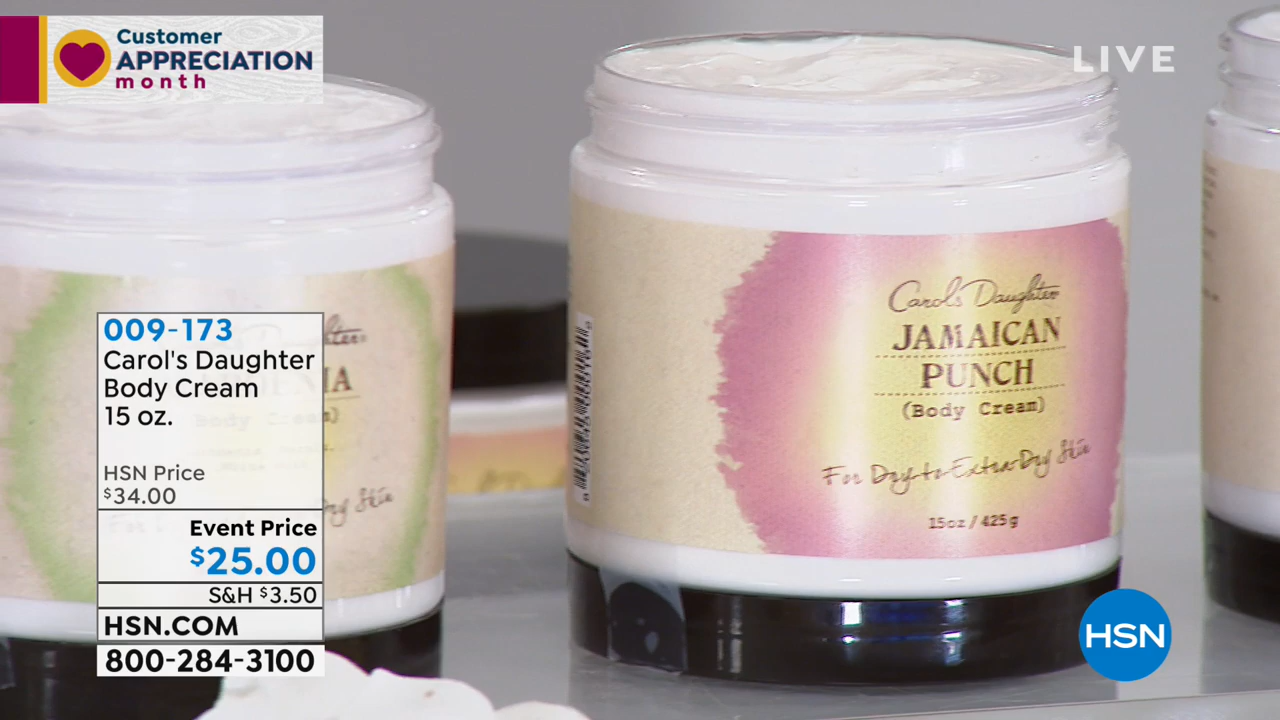 Customer
APPRECIATION
month
LIVE
009-173
Carol's Daughter
Body Cream
15 oz.
HSN Price
$34.00
Event Price
$25.00
S&H $3.50
HSN.COM
800-284-3100
Carol's Daughter
JAMAICAN
PUNCH
(Body Cream)
For Dry-to-Extra-Dry Skin
15oz / 425g
Dry Skin
HSN